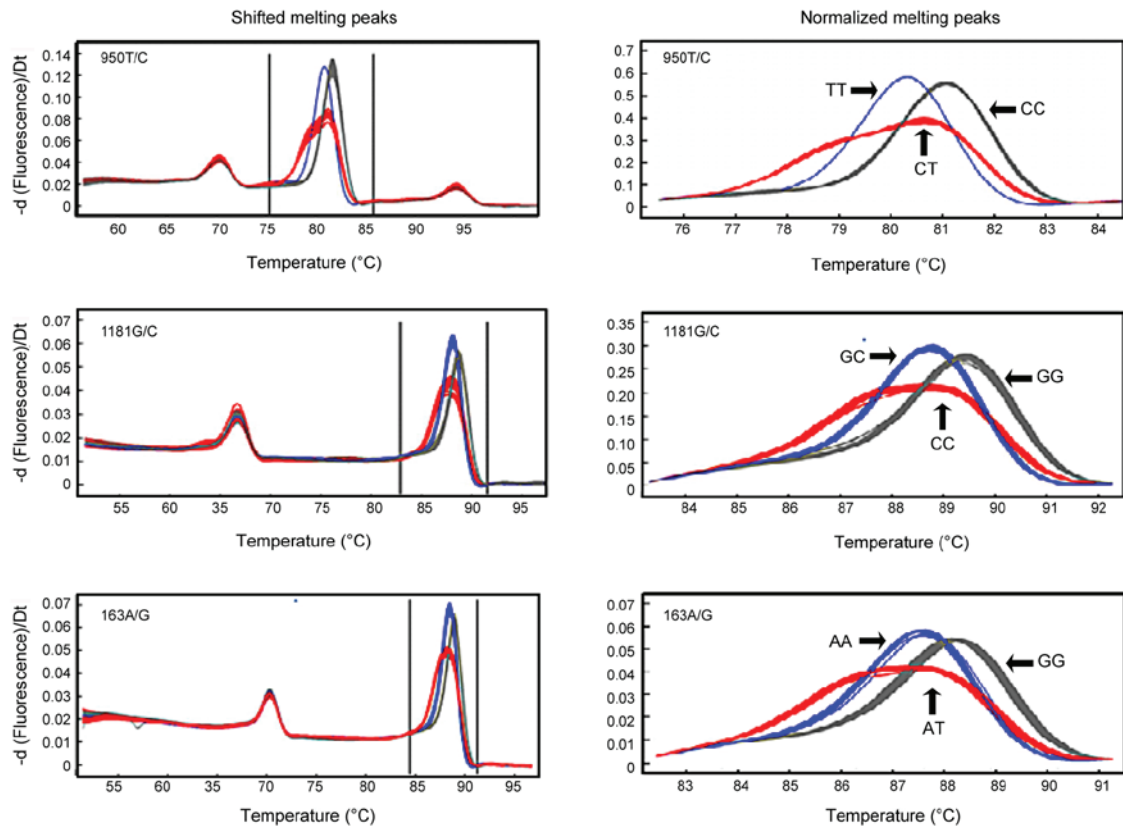 Shifted melting peaks
Normalized melting peaks
-d (Fluorescence)/Dt
950T/C
0.14
0.12
0.10
0.08
0.06
0.04
0.02
0
60 65 70 75 80 85 90 95
Temperature (°C)
950T/C
0.7
0.6
0.5
0.4
0.3
0.2
0.1
0
TT
CC
CT
76 77 78 79 80 81 82 83 84
Temperature (°C)
-d (Fluorescence)/Dt
1181G/C
0.07
0.06
0.05
0.04
0.03
0.02
0.01
0
55 60 35 70 80 85 90 95
Temperature (°C)
1181G/C
0.35
0.30
0.25
0.20
0.15
0.10
0.05
0
GC
GG
CC
84 85 86 87 88 89 90 91 92
Temperature (°C)
-d (Fluorescence)/Dt
163A/G
0.07
0.06
0.05
0.04
0.03
0.02
0.01
0
55 60 35 70 80 85 90 95
Temperature (°C)
163A/G
0.07
0.06
0.05
0.04
0.03
0.02
0.01
0
AA
GG
AT
83 84 85 86 87 88 89 90 91
Temperature (°C)